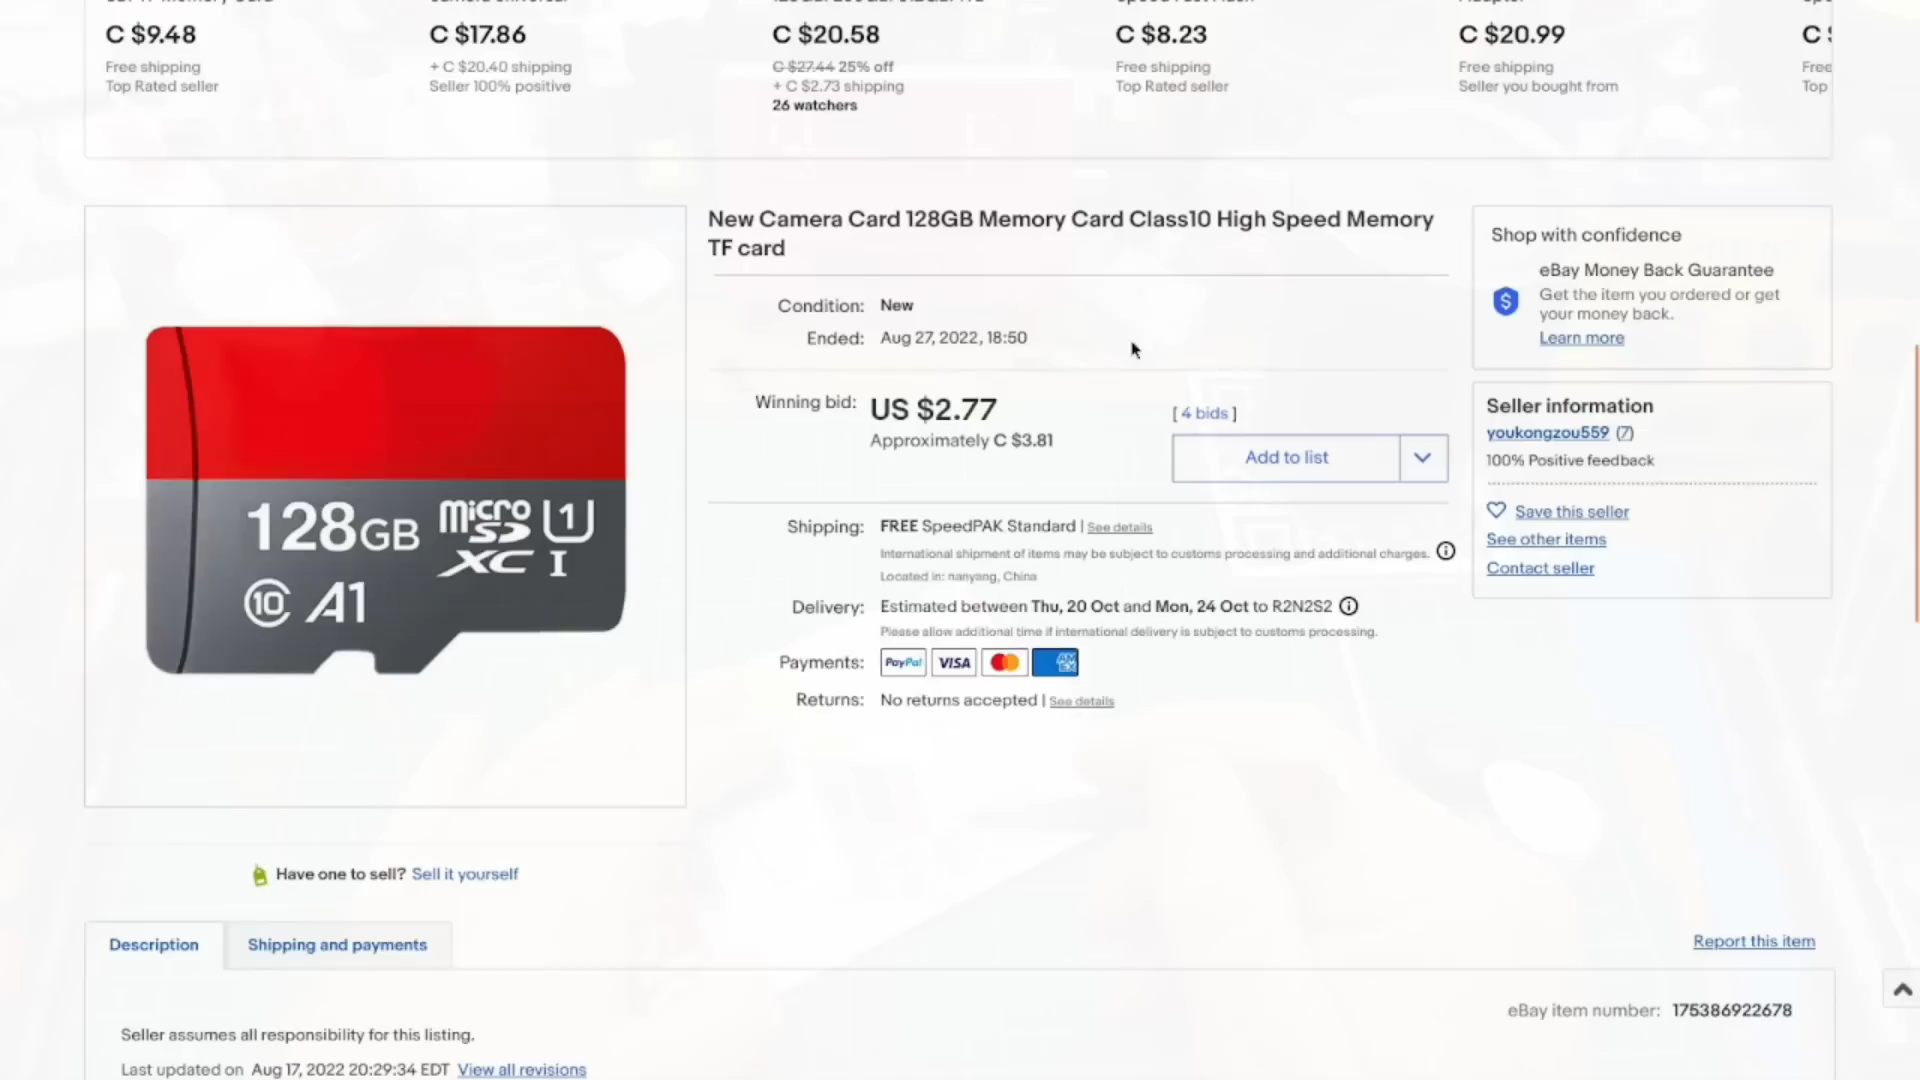 C $9.48
Free shipping
Top Rated seller
C $17.86
+ C $20.40 shipping
Seller 100% positive
C $20.58
C $27.44 25% off
+ C $2.73 shipping
26 watchers
C $8.23
Free shipping
Top Rated seller
C $20.99
Free shipping
Seller you bought from
C
Free
Top
128GB micro SD XC I U1
10 A1
New Camera Card 128GB Memory Card Class10 High Speed Memory
TF card
Condition: New
Ended: Aug 27, 2022, 18:50
Winning bid: US $2.77 [ 4 bids ]
Approximately C $3.81
Add to list
Shipping: FREE SpeedPAK Standard | See details
International shipment of items may be subject to customs processing and additional charges.
Located in: nanyang, China
Delivery: Estimated between Thu, 20 Oct and Mon, 24 Oct to R2N2S2
Please allow additional time if international delivery is subject to customs processing.
Payments: PayPal VISA AMEX
Returns: No returns accepted | See details
Shop with confidence
eBay Money Back Guarantee
Get the item you ordered or get
your money back.
Learn more
Seller information
youkongzou559 (7)
100% Positive feedback
Save this seller
See other items
Contact seller
Have one to sell? Sell it yourself
Description
Shipping and payments
Report this item
eBay item number: 175386922678
Seller assumes all responsibility for this listing.
Last updated on Aug 17, 2022 20:29:34 EDT View all revisions